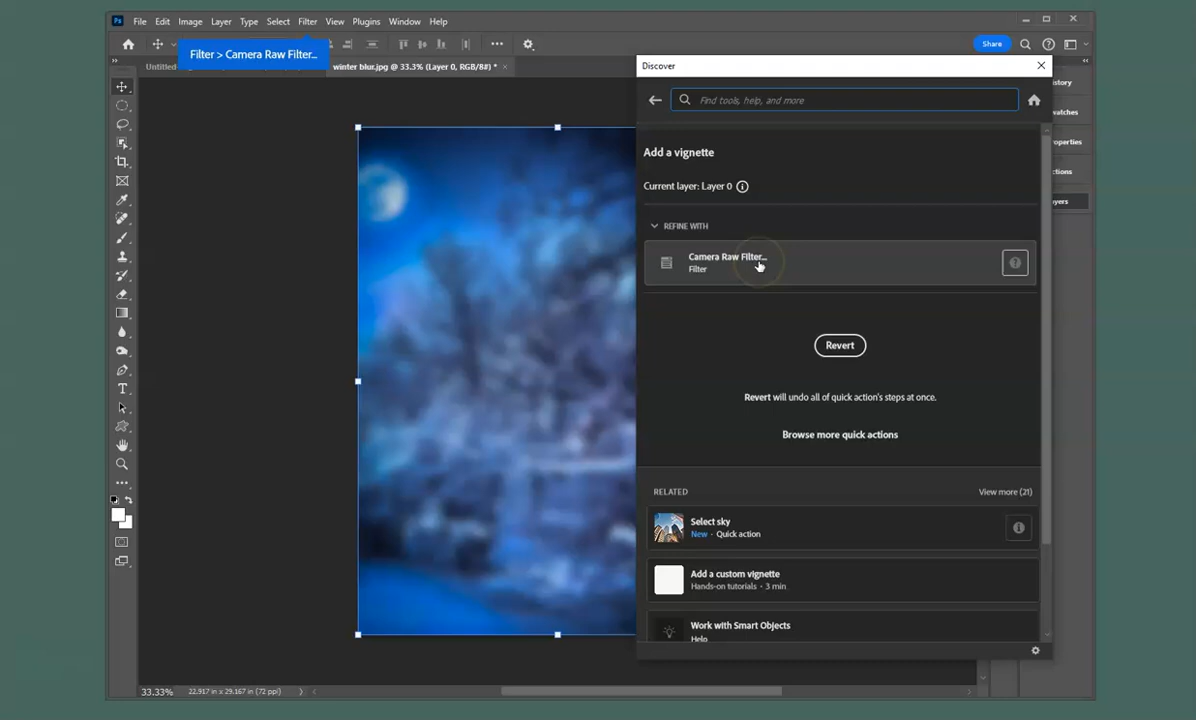 Ps File Edit Image Layer Type Select Filter View Plugins Window Help
Filter > Camera Raw Filter...
Share
Untitled-
winter blur.jpg @ 33.3% (Layer 0, RGB/8#) *
Discover
Find tools, help, and more
Add a vignette
Current layer: Layer 0
REFINE WITH
Camera Raw Filter...
Filter
Revert
Revert will undo all of quick action's steps at once.
Browse more quick actions
RELATED
View more (21)
Select sky
New · Quick action
Add a custom vignette
Hands-on tutorials · 3 min
Work with Smart Objects
Help
istory
watches
roperties
ctions
yers
33.33%
22.917 in x 29.167 in (72 ppi)